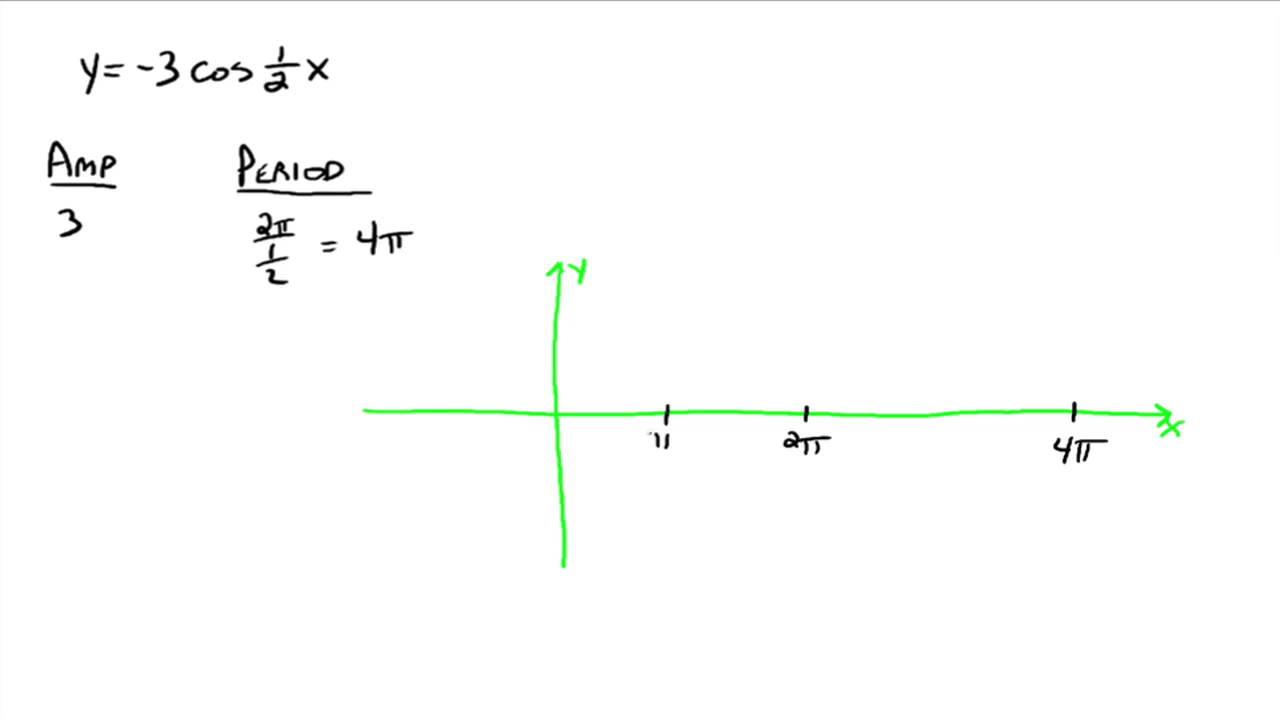 y = -3 cos 1/2 x
AMP PERIOD
3 2π/(1/2) = 4π
y
π 2π 4π
x